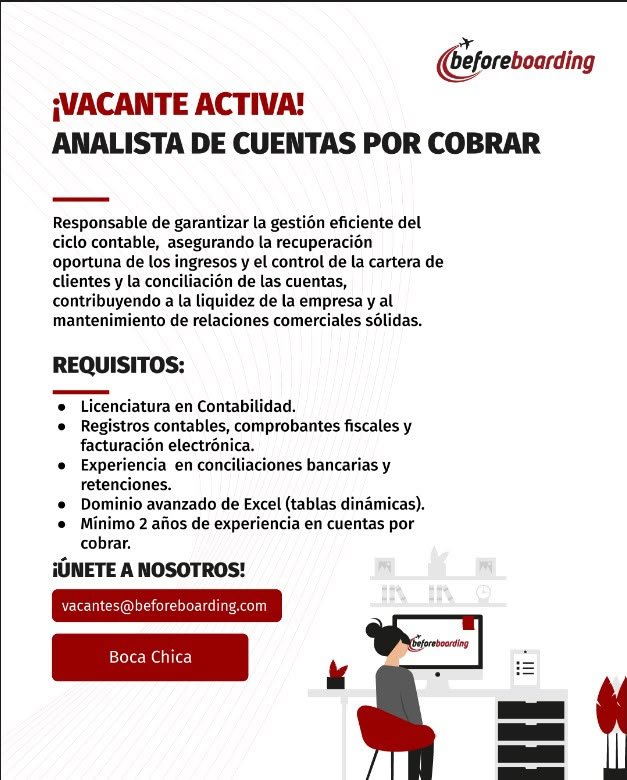 beforeboarding
¡VACANTE ACTIVA!
ANALISTA DE CUENTAS POR COBRAR
Responsable de garantizar la gestión eficiente del
ciclo contable,  asegurando la recuperación
oportuna de los ingresos y el control de la cartera de
clientes y la conciliación de las cuentas,
contribuyendo a la liquidez de la empresa y al
mantenimiento de relaciones comerciales sólidas.
REQUISITOS:
● Licenciatura en Contabilidad.
● Registros contables, comprobantes fiscales y
facturación electrónica.
● Experiencia  en conciliaciones bancarias y
retenciones.
● Dominio avanzado de Excel (tablas dinámicas).
● Mínimo 2 años de experiencia en cuentas por
cobrar.
¡ÚNETE A NOSOTROS!
vacantes@beforeboarding.com
Boca Chica
beforeboarding